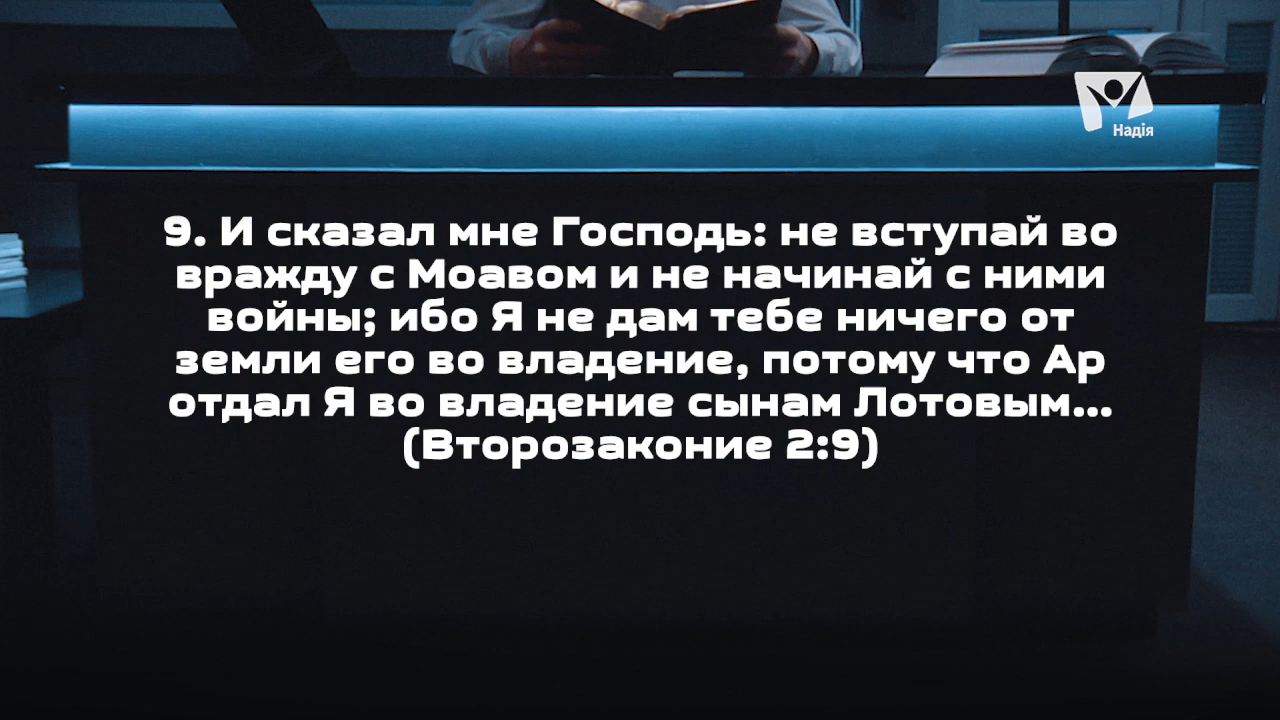 Надія
9. И сказал мне Господь: не вступай во
вражду с Моавом и не начинай с ними
войны; ибо Я не дам тебе ничего от
земли его во владение, потому что Ар
отдал Я во владение сынам Лотовым...
(Второзаконие 2:9)